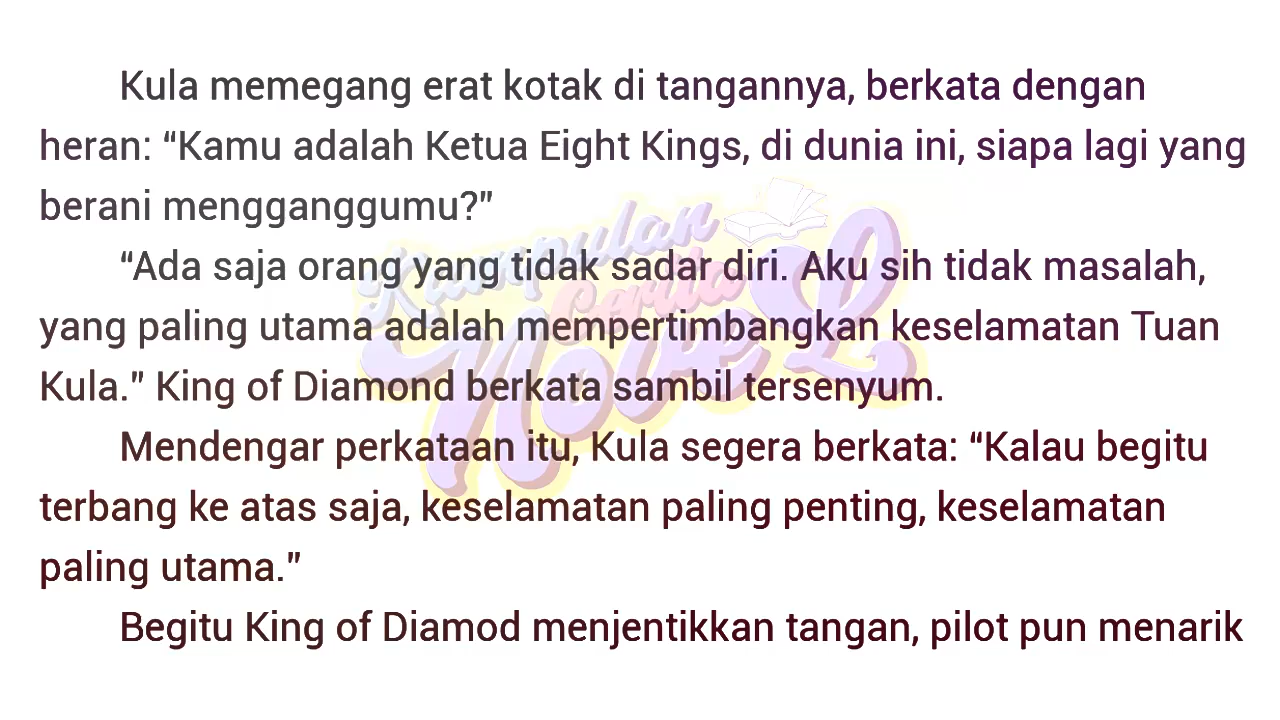 Kula memegang erat kotak di tangannya, berkata dengan
heran: “Kamu adalah Ketua Eight Kings, di dunia ini, siapa lagi yang
berani mengganggumu?”
“Ada saja orang yang tidak sadar diri. Aku sih tidak masalah,
yang paling utama adalah mempertimbangkan keselamatan Tuan
Kula.” King of Diamond berkata sambil tersenyum.
Mendengar perkataan itu, Kula segera berkata: “Kalau begitu
terbang ke atas saja, keselamatan paling penting, keselamatan
paling utama.”
Begitu King of Diamod menjentikkan tangan, pilot pun menarik
Kumpulan
Cerita
NoveL